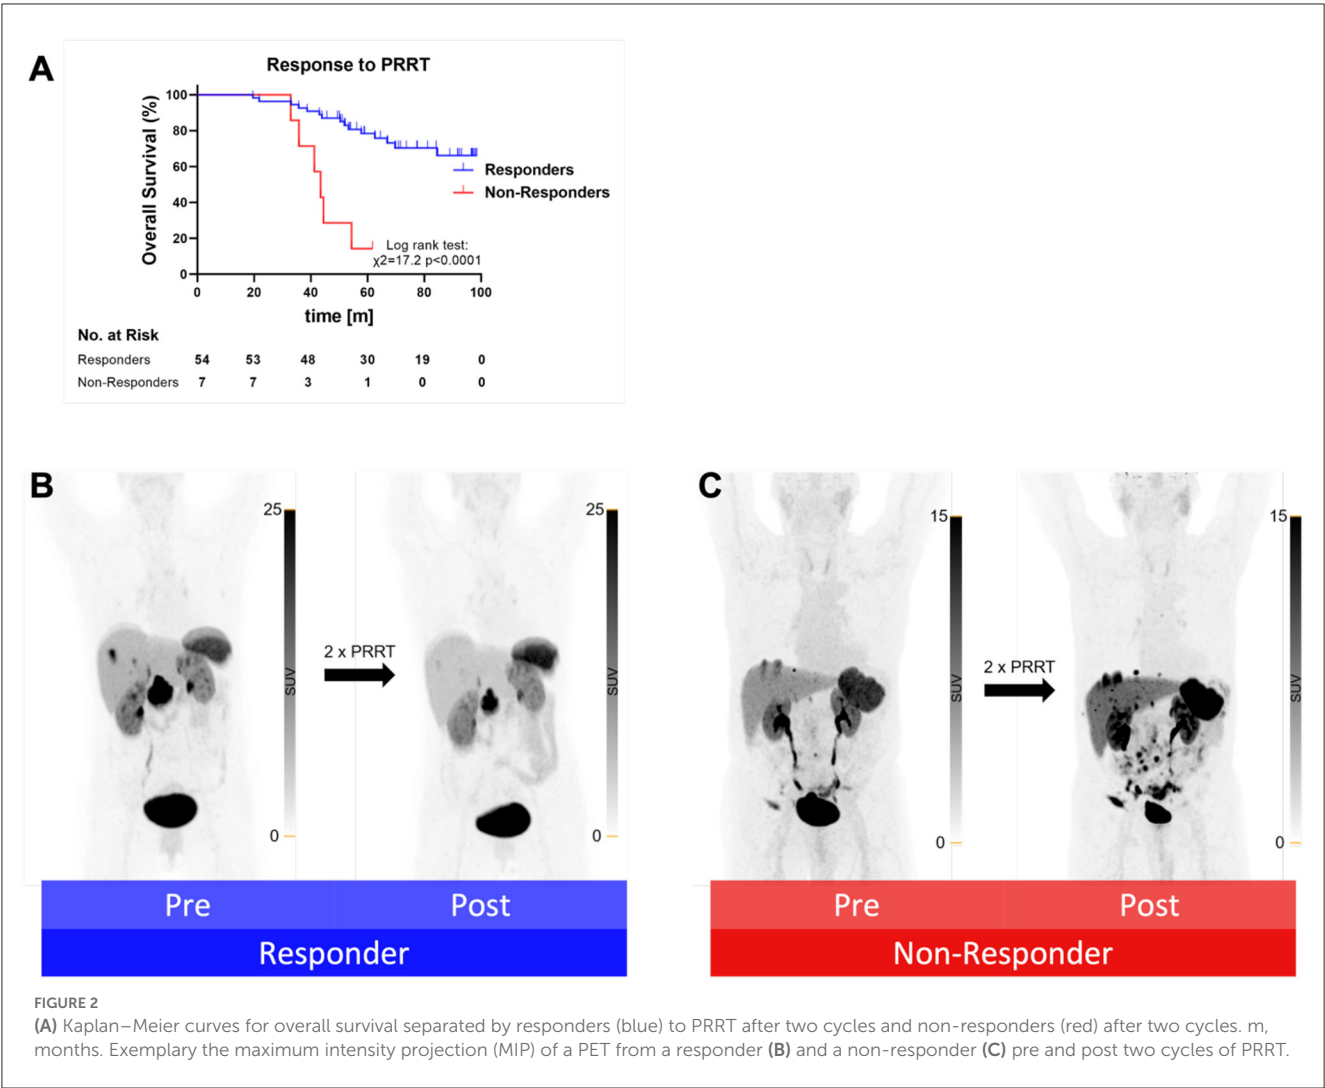 A
Response to PRRT
Overall Survival (%)
100
80
60
40
20
0
0 20 40 60 80 100
time [m]
Responders
Non-Responders
Log rank test:
χ2=17.2 p<0.0001
No. at Risk
Responders 54 53 48 30 19 0
Non-Responders 7 7 3 1 0 0
B
25
SUV
0
2 x PRRT
25
SUV
0
Pre Post
Responder
C
15
SUV
0
2 x PRRT
15
SUV
0
Pre Post
Non-Responder
FIGURE 2
(A) Kaplan–Meier curves for overall survival separated by responders (blue) to PRRT after two cycles and non-responders (red) after two cycles. m,
months. Exemplary the maximum intensity projection (MIP) of a PET from a responder (B) and a non-responder (C) pre and post two cycles of PRRT.